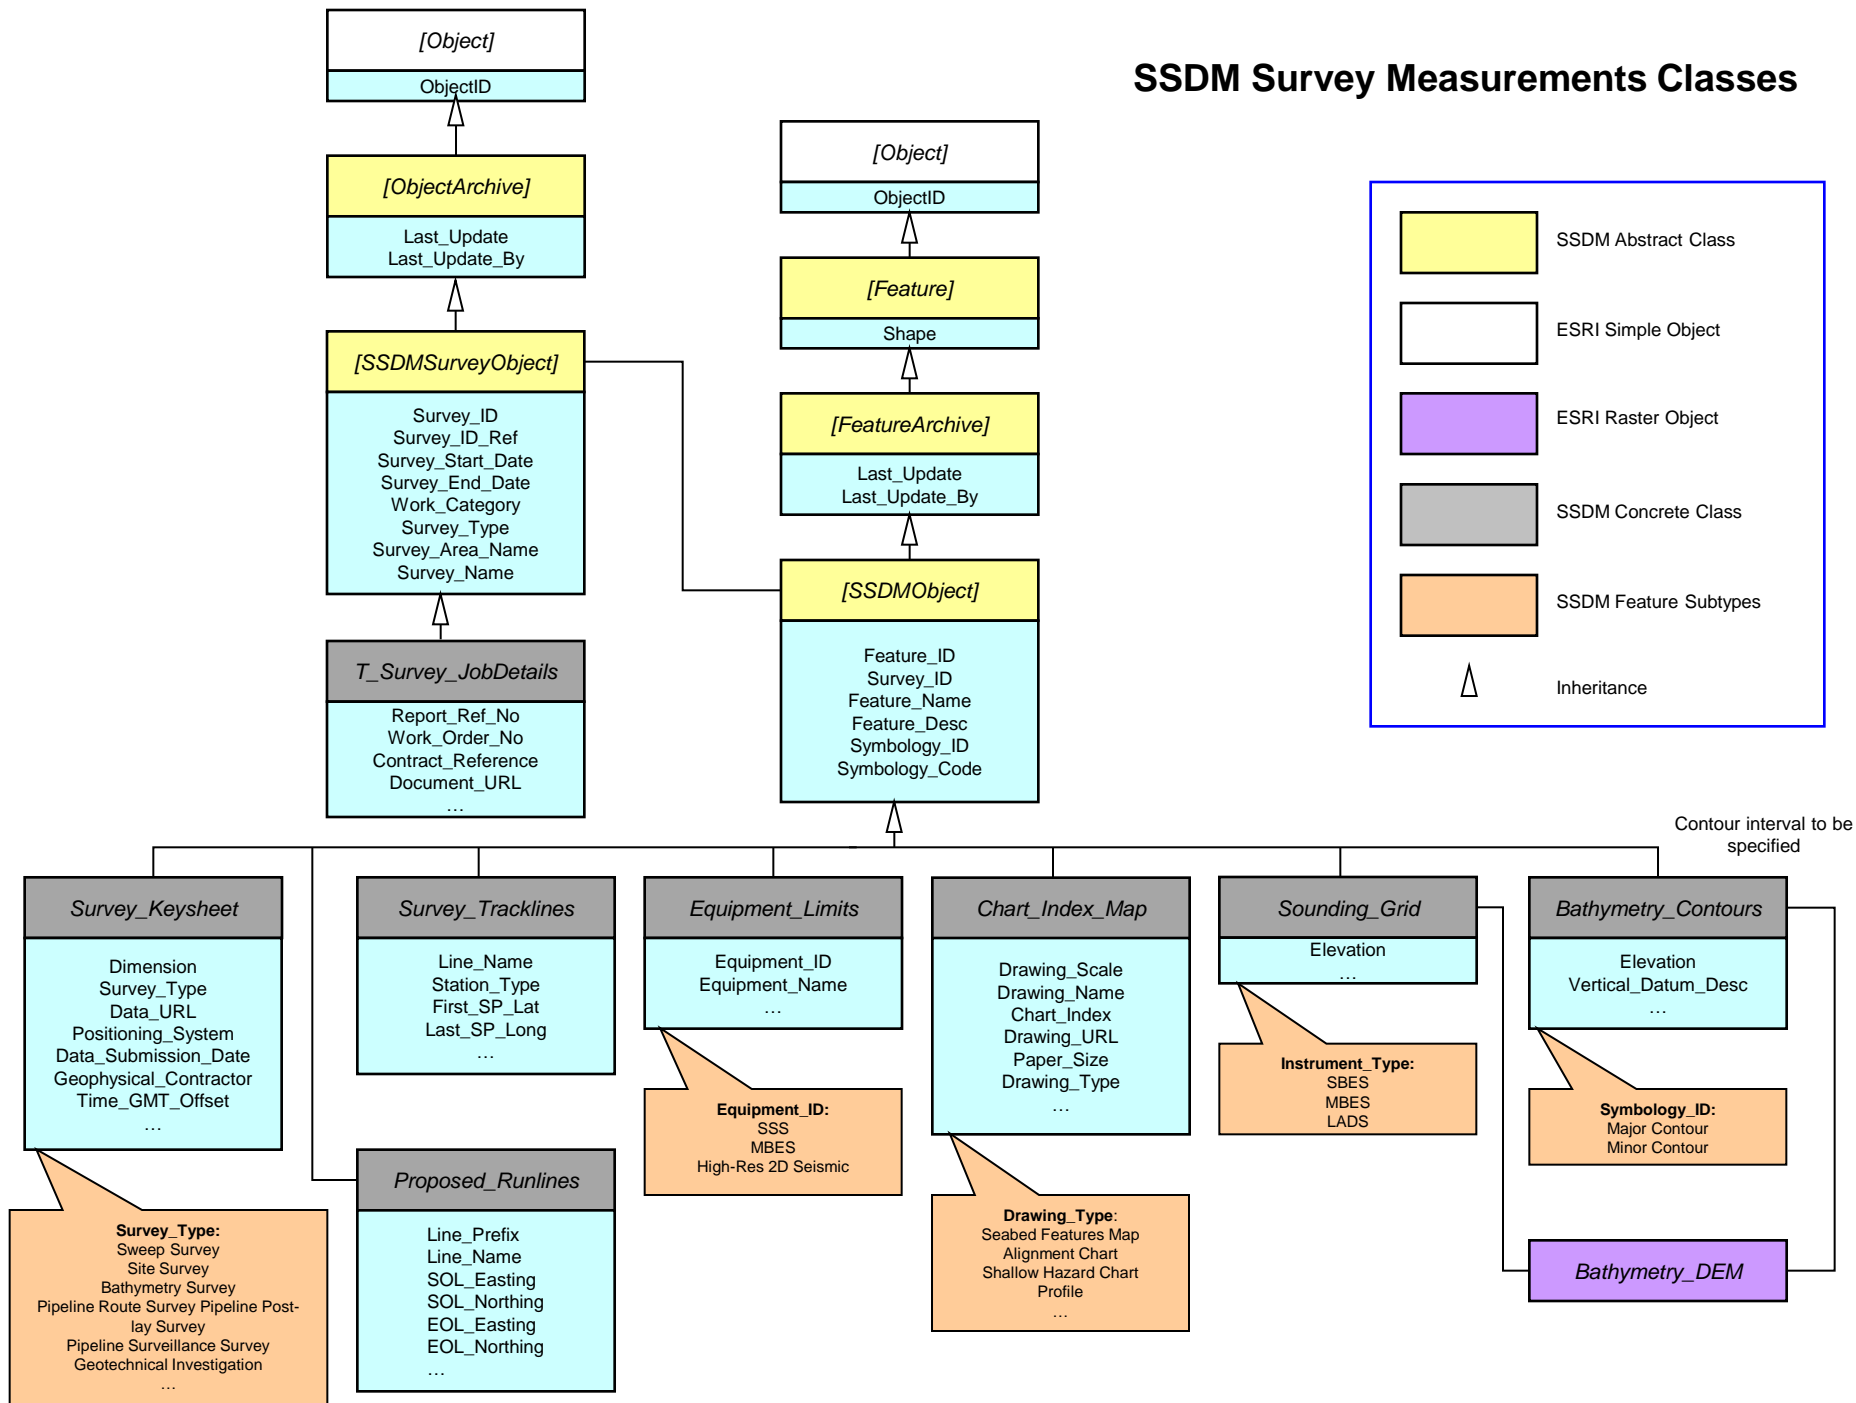 SSDM Survey Measurements Classes
[Object]
ObjectID
[ObjectArchive]
Last_Update
Last_Update_By
[SSDMSurveyObject]
Survey_ID
Survey_ID_Ref
Survey_Start_Date
Survey_End_Date
Work_Category
Survey_Type
Survey_Area_Name
Survey_Name
T_Survey_JobDetails
Report_Ref_No
Work_Order_No
Contract_Reference
Document_URL
…
[Object]
ObjectID
[Feature]
Shape
[FeatureArchive]
Last_Update
Last_Update_By
[SSDMObject]
Feature_ID
Survey_ID
Feature_Name
Feature_Desc
Symbology_ID
Symbology_Code
SSDM Abstract Class
ESRI Simple Object
ESRI Raster Object
SSDM Concrete Class
SSDM Feature Subtypes
Inheritance
Contour interval to be
specified
Survey_Keysheet
Dimension
Survey_Type
Data_URL
Positioning_System
Data_Submission_Date
Geophysical_Contractor
Time_GMT_Offset
…
Survey_Type:
Sweep Survey
Site Survey
Bathymetry Survey
Pipeline Route Survey Pipeline Post-
lay Survey
Pipeline Surveillance Survey
Geotechnical Investigation
…
Survey_Tracklines
Line_Name
Station_Type
First_SP_Lat
Last_SP_Long
…
Proposed_Runlines
Line_Prefix
Line_Name
SOL_Easting
SOL_Northing
EOL_Easting
EOL_Northing
…
Equipment_Limits
Equipment_ID
Equipment_Name
…
Equipment_ID:
SSS
MBES
High-Res 2D Seismic
Chart_Index_Map
Drawing_Scale
Drawing_Name
Chart_Index
Drawing_URL
Paper_Size
Drawing_Type
…
Drawing_Type:
Seabed Features Map
Alignment Chart
Shallow Hazard Chart
Profile
…
Sounding_Grid
Elevation
…
Instrument_Type:
SBES
MBES
LADS
Bathymetry_Contours
Elevation
Vertical_Datum_Desc
…
Symbology_ID:
Major Contour
Minor Contour
Bathymetry_DEM